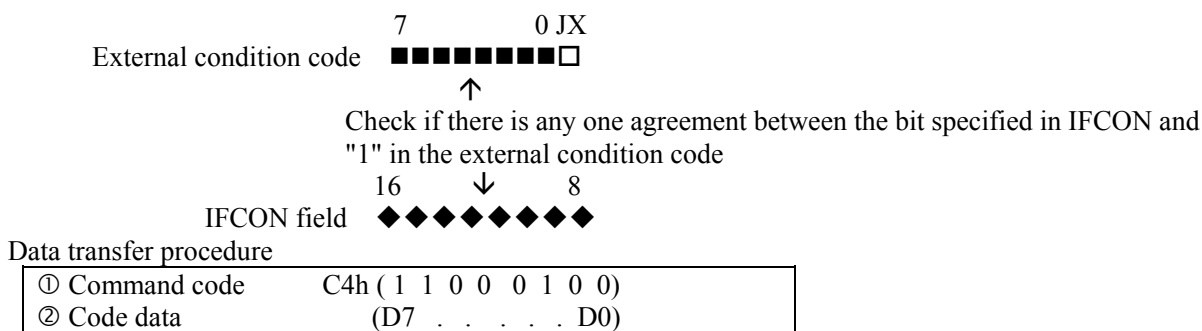 7 0 JX
External condition code ■■■■■■■■□
↑
Check if there is any one agreement between the bit specified in IFCON and
"1" in the external condition code
16 ↓ 8
IFCON field ◆◆◆◆◆◆◆◆
Data transfer procedure
① Command code C4h ( 1 1 0 0 0 1 0 0)
② Code data (D7 . . . . . D0)